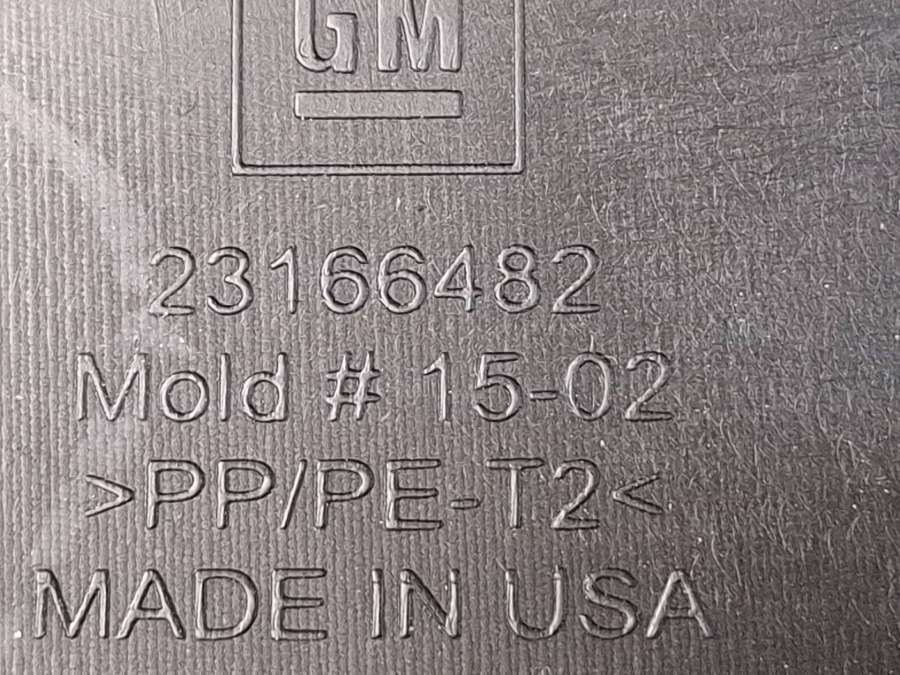 GM
23166482
Mold # 15-02
>PP/PE-T2<
MADE IN USA